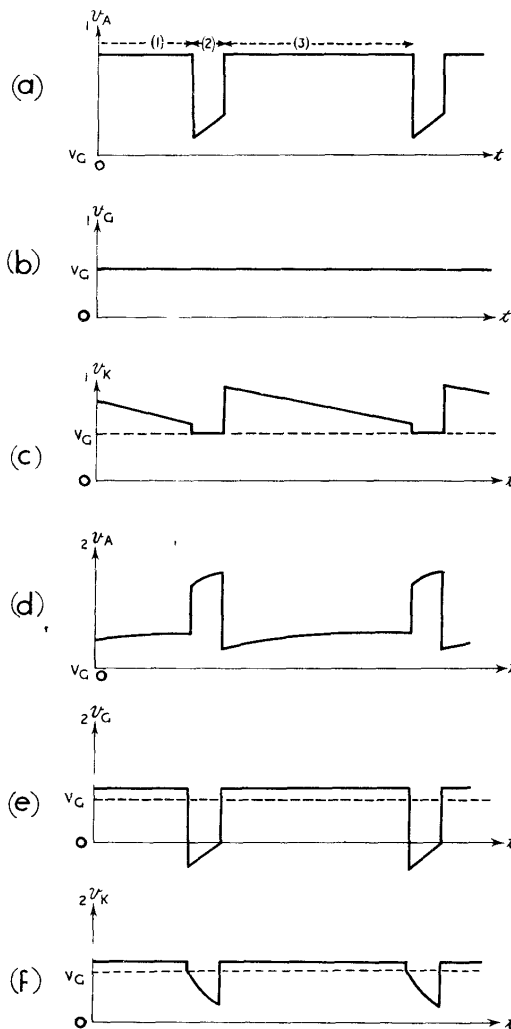 ₁vA
(1) (2) (3)
(a)
VG
O
t
₁vG
(b)
VG
O
t
₁vK
(c)
VG
O
t
₂vA
(d)
VG
O
t
₂vG
(e)
VG
O
t
₂vK
(f)
VG
O
t